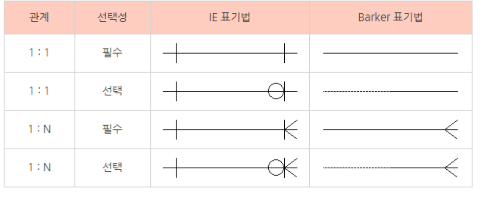 관계 선택성 IE 표기법 Barker 표기법
1 : 1 필수
1 : 1 선택
1 : N 필수
1 : N 선택